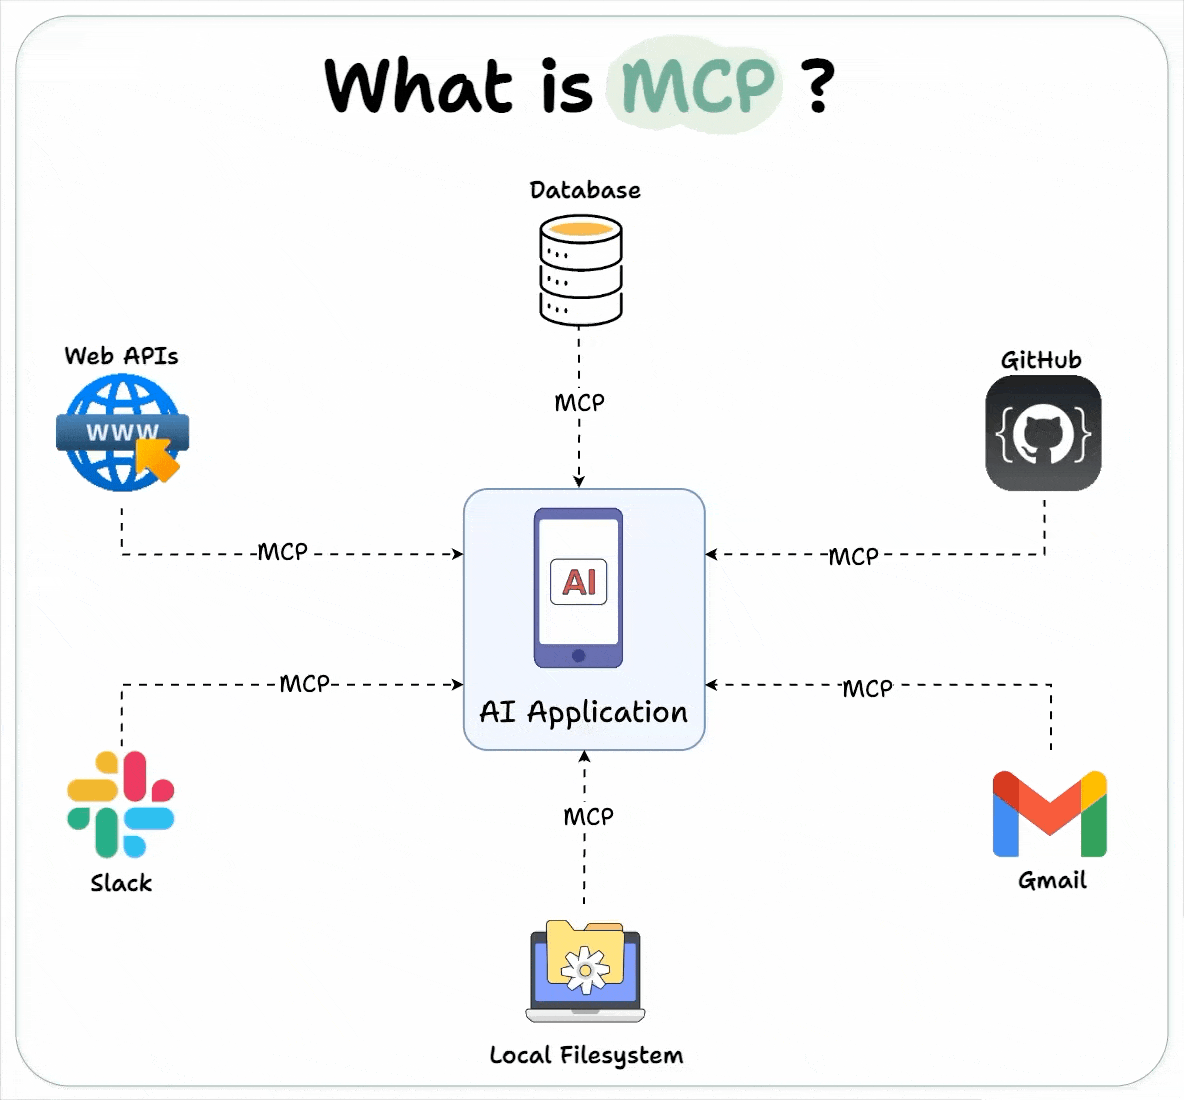 What is MCP ?
Database
Web APIs
WWW
GitHub
MCP
MCP
MCP
AI
MCP
MCP
AI Application
MCP
Slack
Gmail
Local Filesystem